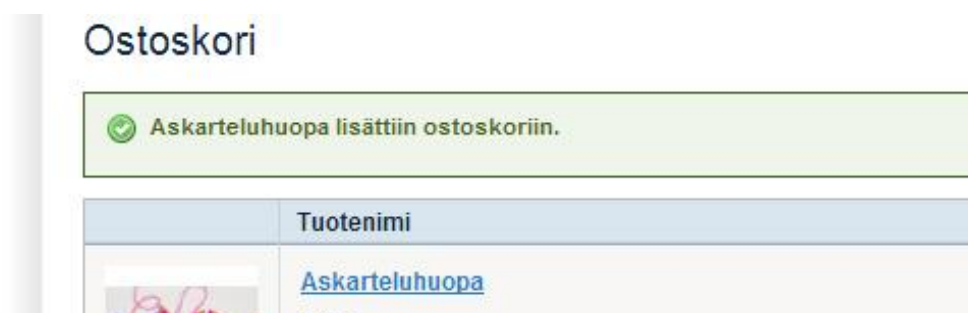 Ostoskori
Askarteluhuopa lisättiin ostoskoriin.
Tuotenimi
Askarteluhuopa